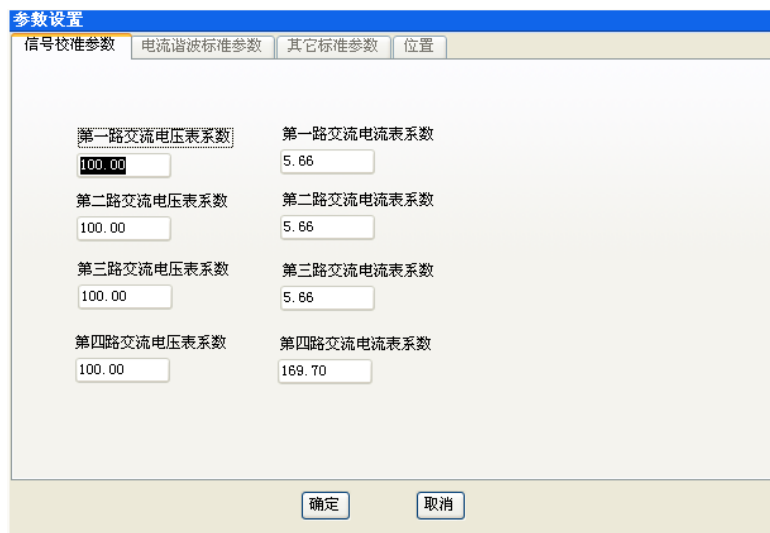 参数设置
信号校准参数 电流谐波标准参数 其它标准参数 位置
第一路交流电压表系数 第一路交流电流表系数
100.00 5.66
第二路交流电压表系数 第二路交流电流表系数
100.00 5.66
第三路交流电压表系数 第三路交流电流表系数
100.00 5.66
第四路交流电压表系数 第四路交流电流表系数
100.00 169.70
确定 取消